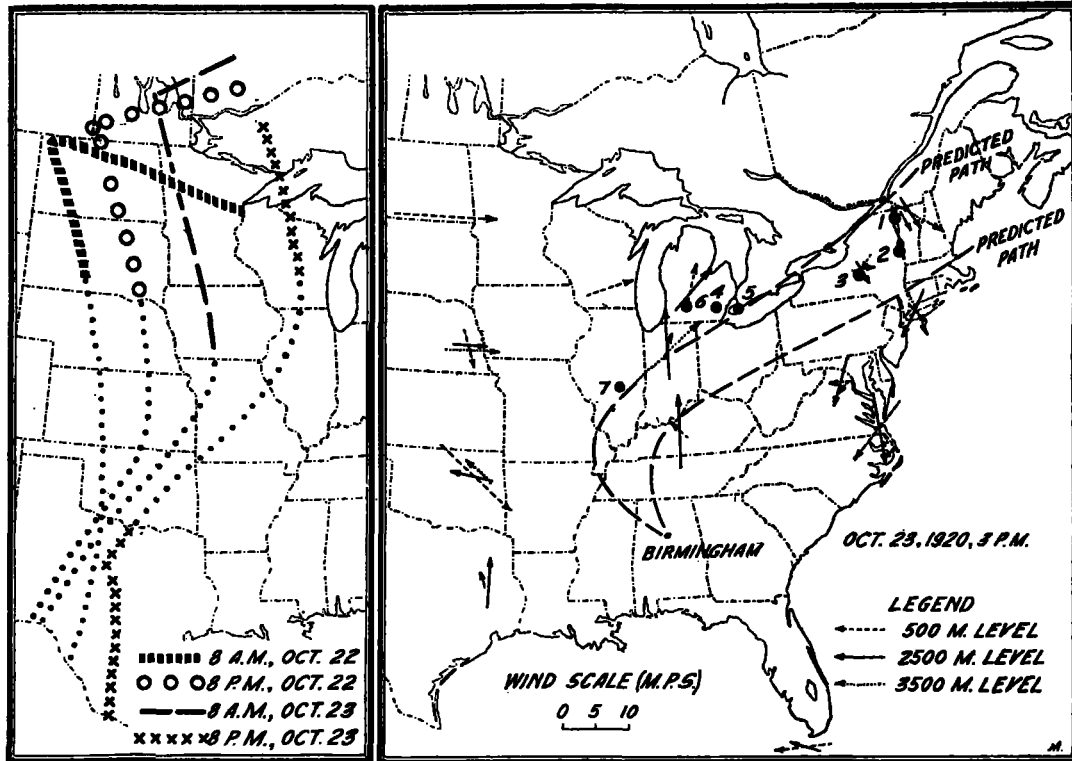 8 A.M., OCT. 22
8 P.M., OCT. 22
8 A.M., OCT. 23
8 P.M., OCT. 23
PREDICTED
PATH
PREDICTED
PATH
2
3
6
4
5
7
BIRMINGHAM
OCT. 23, 1920, 3 P.M.
LEGEND
500 M. LEVEL
2500 M. LEVEL
3500 M. LEVEL
WIND SCALE (M.P.S.)
0 5 10
M.